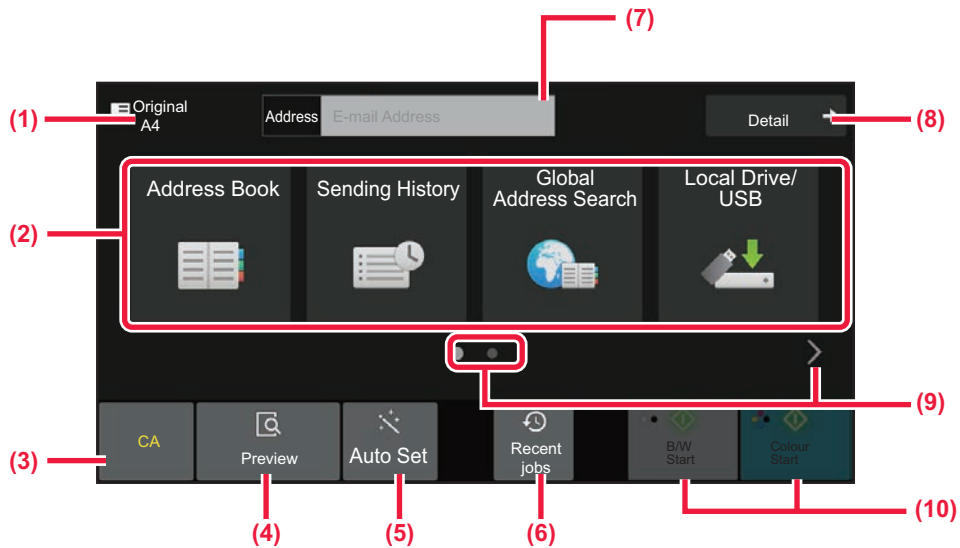 (7)
Original
A4
(1)
Address
E-mail Address
Detail
(8)
Address Book
Sending History
Global
Address Search
Local Drive/
USB
(2)
(9)
CA
Preview
Auto Set
Recent
jobs
B/W
Start
Colour
Start
(3)
(4)
(5)
(6)
(10)